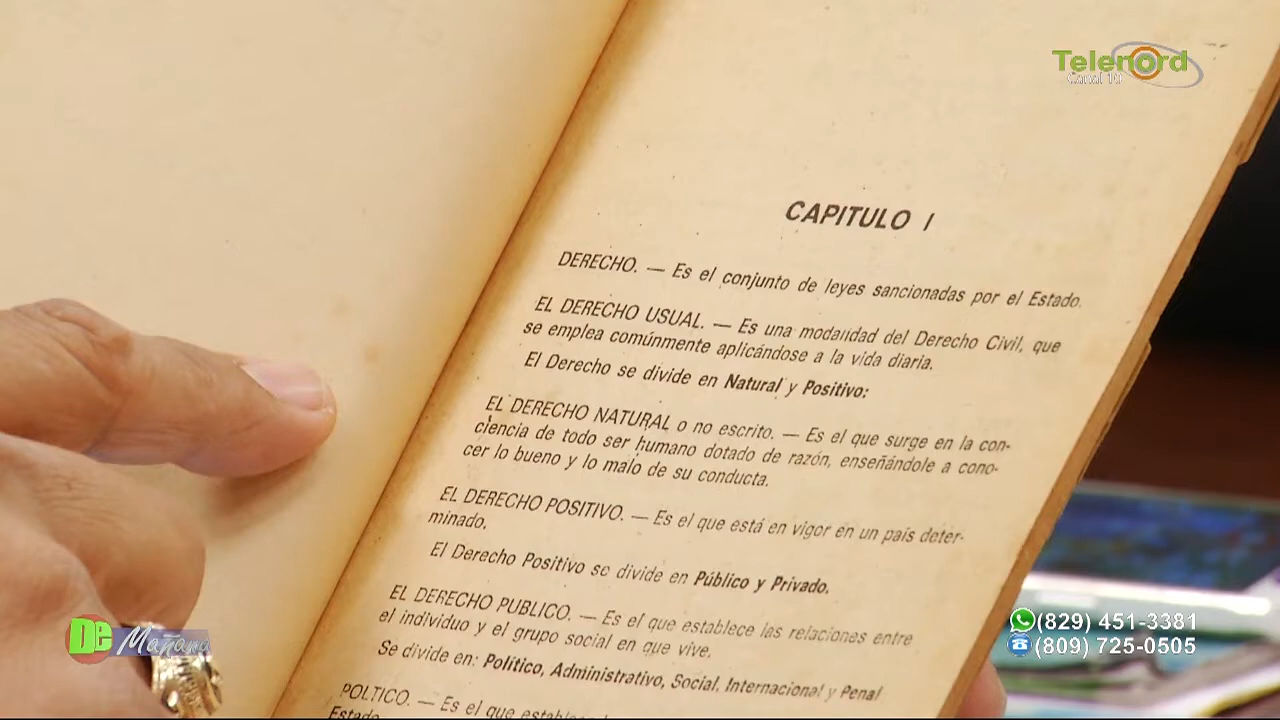 Telenord
Canal 10
CAPITULO I
DERECHO. — Es el conjunto de leyes sancionadas por el Estado.
EL DERECHO USUAL. — Es una modalidad del Derecho Civil, que
se emplea comúnmente aplicándose a la vida diaria.
El Derecho se divide en Natural y Positivo:
EL DERECHO NATURAL o no escrito. — Es el que surge en la con-
ciencia de todo ser humano dotado de razón, enseñándole a cono-
cer lo bueno y lo malo de su conducta.
EL DERECHO POSITIVO. — Es el que está en vigor en un país deter-
minado.
El Derecho Positivo se divide en Público y Privado.
EL DERECHO PUBLICO. — Es el que establece las relaciones entre
el individuo y el grupo social en que vive.
Se divide en: Político, Administrativo, Social, Internacional y Penal
POLTICO. — Es el que
Estado
De Mañana
(829) 451-3381
(809) 725-0505